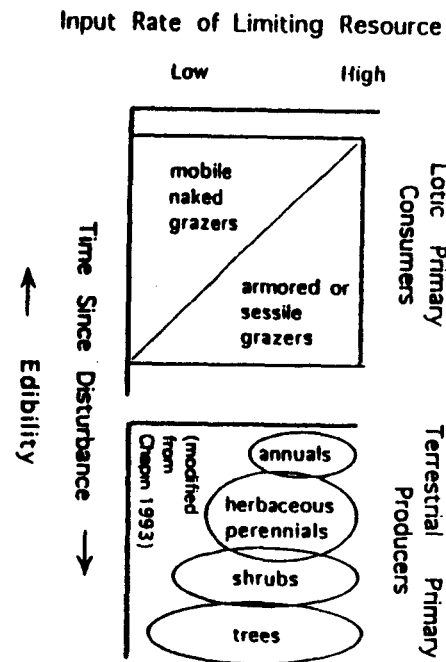 Input Rate of Limiting Resource
Low High
Lotic Primary
Consumers
mobile
naked
grazers
armored or
sessile
grazers
Time Since Disturbance →
← Edibility
Terrestrial Primary
Producers
annuals
herbaceous
perennials
shrubs
trees
(modified
from
Chapin 1993)